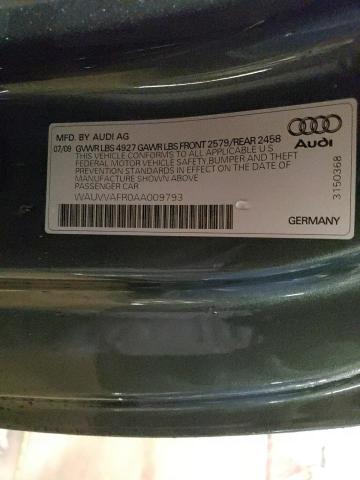 MFD. BY AUDI AG
07/09 GVWR LBS 4927 GAWR LBS FRONT 2579/REAR 2458
THIS VEHICLE CONFORMS TO ALL APPLICABLE U S
FEDERAL MOTOR VEHICLE SAFETY BUMPER AND THEFT
PREVENTION STANDARDS IN EFFECT ON THE DATE OF
MANUFACTURE SHOWN ABOVE
PASSENGER CAR
WAUVVAFR0AA009793
Audi
3150368
GERMANY